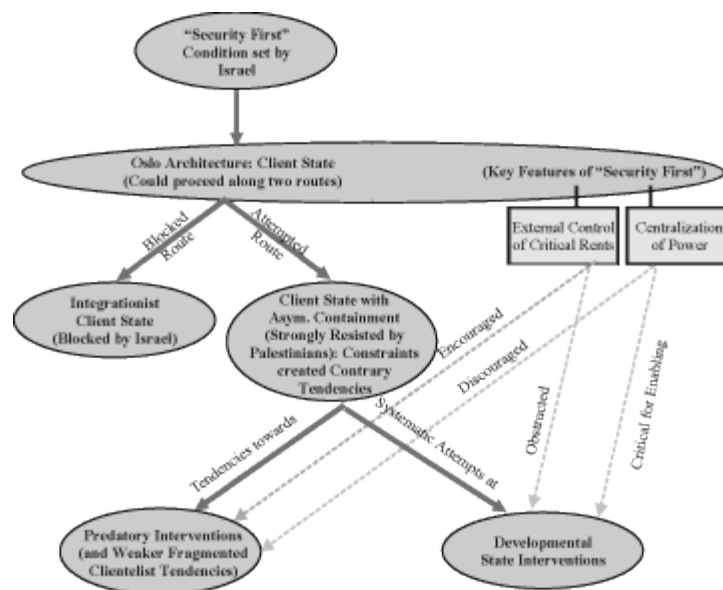 “Security First”
Condition set by
Israel
Oslo Architecture: Client State
(Could proceed along two routes)
(Key Features of “Security First”)
External Control
of Critical Rents
Centralization
of Power
Blocked
Route
Attempted
Route
Integrationist
Client State
(Blocked by Israel)
Client State with
Asym. Containment
(Strongly Resisted by
Palestinians): Constraints
created Contrary
Tendencies
Encouraged
Discouraged
Obstructed
Critical for Enabling
Tendencies towards
Systematic Attempts at
Predatory Interventions
(and Weaker Fragmented
Clientelist Tendencies)
Developmental
State Interventions